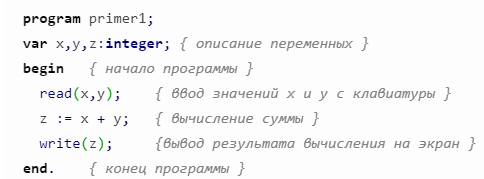 program primer1;
var x,y,z:integer; { описание переменных }
begin { начало программы }
read(x,y); { ввод значений x и y с клавиатуры }
z := x + y; { вычисление суммы }
write(z); {вывод результата вычисления на экран }
end. { конец программы }